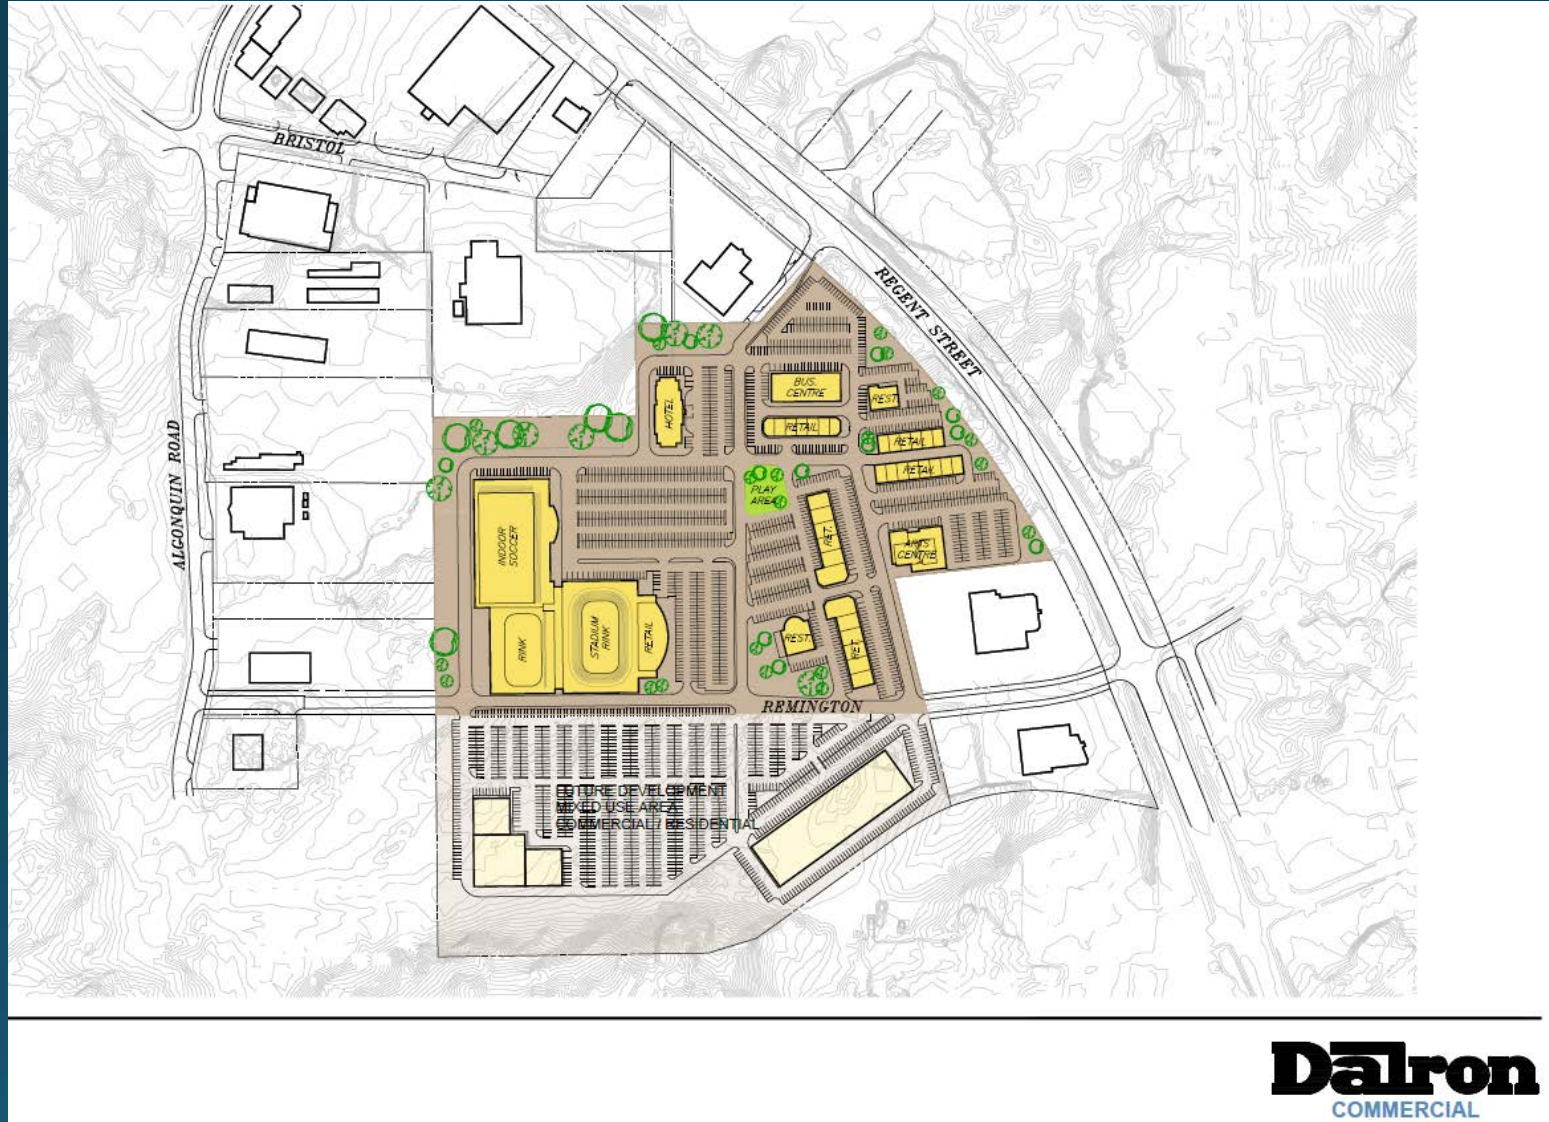 BRISTOL
REGENT STREET
ALGONQUIN ROAD
BUS.
CENTRE
REST.
HOTEL
RETAIL
RETAIL
RETAIL
PLAY
AREA
INDOOR
SOCCER
RET.
ARTS
CENTRE
STADIUM
RINK
RETAIL
RINK
REST.
RET.
REMINGTON
FUTURE DEVELOPMENT
MIXED USE AREA
COMMERCIAL / RESIDENTIAL
Dalron
COMMERCIAL